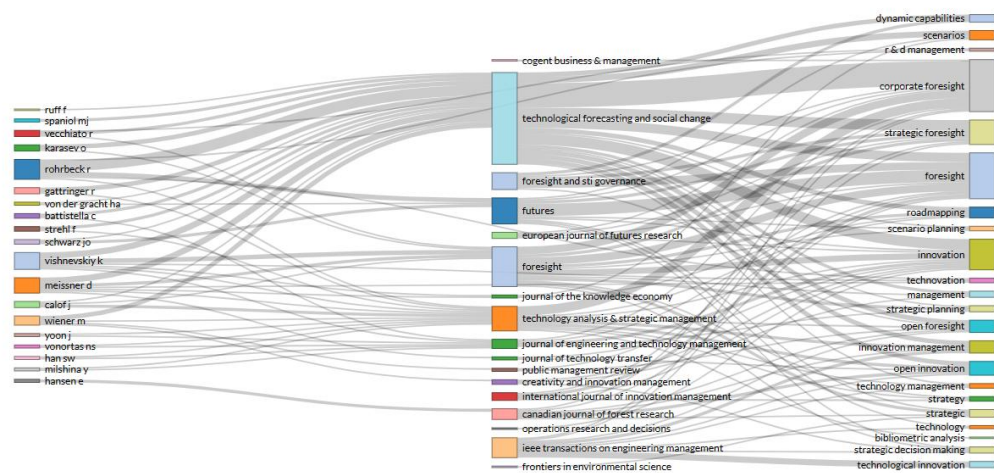 ruff f
spaniol mj
vecchiato r
karasev o
rohrbeck r
gattringer r
von der gracht ha
battistella c
strehl f
schwarz jo
vishnevskiy k
meissner d
calof j
wiener m
yoon j
vonortas ns
han sw
milshina y
hansen e
cogent business & management
technological forecasting and social change
foresight and sti governance
futures
european journal of futures research
foresight
journal of the knowledge economy
technology analysis & strategic management
journal of engineering and technology management
journal of technology transfer
public management review
creativity and innovation management
international journal of innovation management
canadian journal of forest research
operations research and decisions
ieee transactions on engineering management
frontiers in environmental science
dynamic capabilities
scenarios
r & d management
corporate foresight
strategic foresight
foresight
roadmapping
scenario planning
innovation
technovation
management
strategic planning
open foresight
innovation management
open innovation
technology management
strategy
strategic
technology
bibliometric analysis
strategic decision making
technological innovation